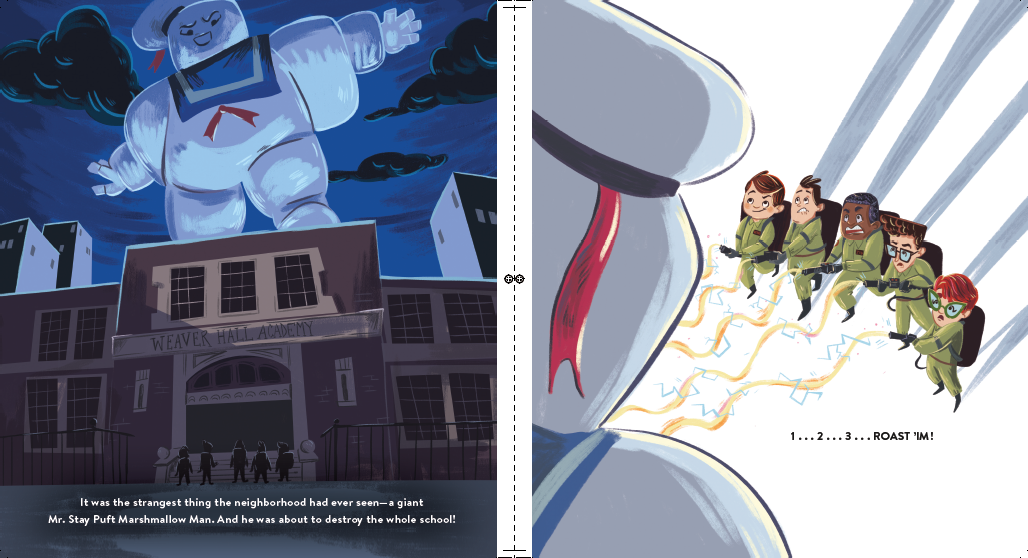 WEAVER HALL ACADEMY
It was the strangest thing the neighborhood had ever seen—a giant
Mr. Stay Puft Marshmallow Man. And he was about to destroy the whole school!
1 . . . 2 . . . 3 . . . ROAST ’IM!